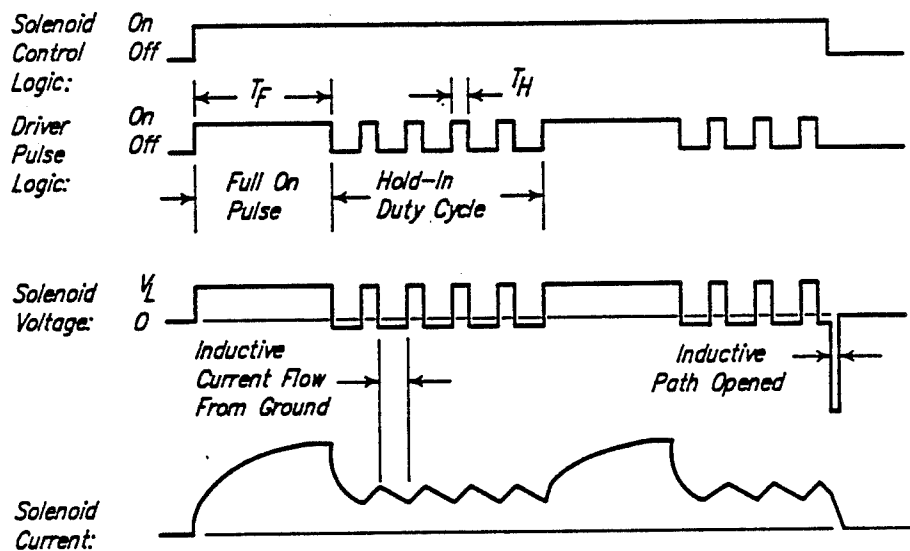 Solenoid
Control
Logic:
On
Off
T_F
T_H
Driver
Pulse
Logic:
On
Off
Full On
Pulse
Hold-In
Duty Cycle
Solenoid
Voltage:
V_L
0
Inductive
Current Flow
From Ground
Inductive
Path Opened
Solenoid
Current: